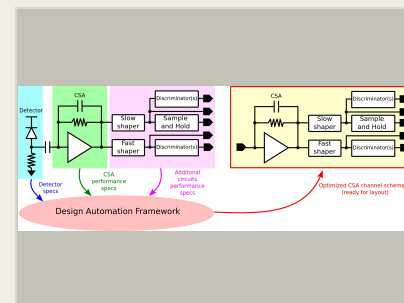 CSA
Discriminator(s)
Detector
Slow
shaper
Sample
and Hold
Fast
shaper
Discriminator(s)
CSA
Discriminator(s)
Slow
shaper
Sample
and Hold
Fast
shaper
Discriminator(s)
Detector
specs
CSA
performance
specs
Additonal
circuits
performance
specs
Optimized CSA channel schema
(ready for layout)
Design Automation Framework